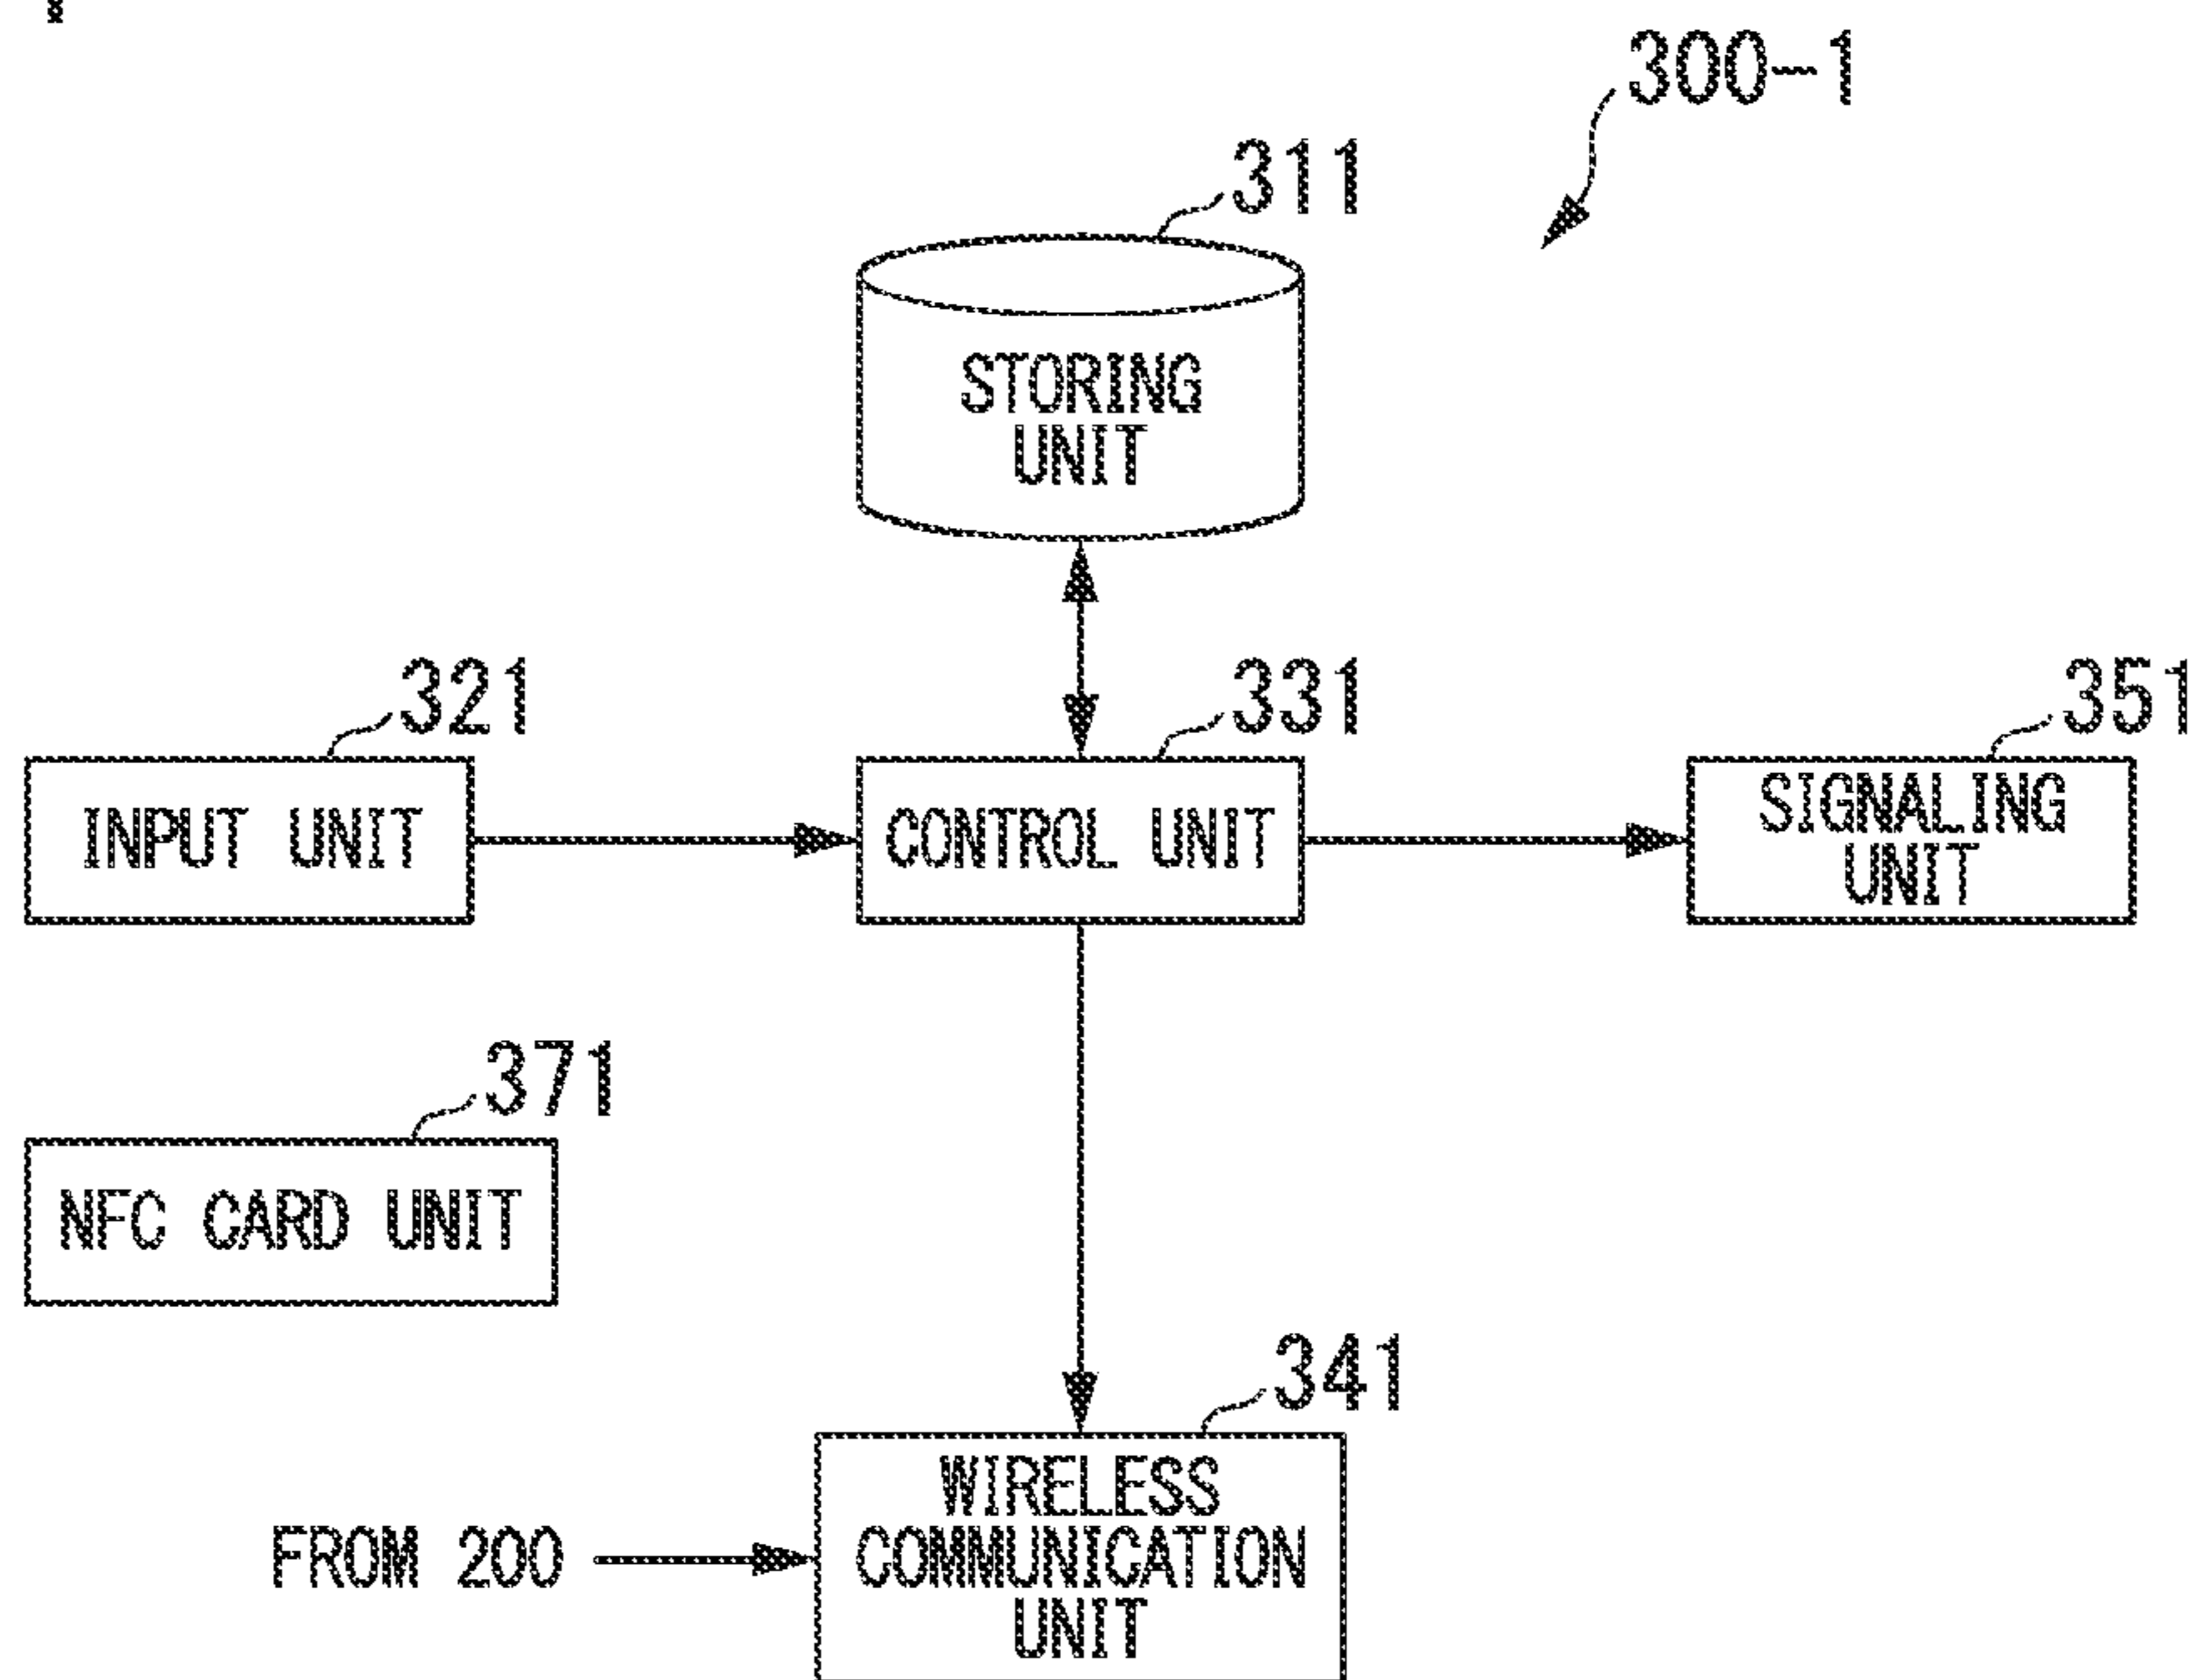 300-1
311
STORING
UNIT
321
331
351
INPUT UNIT
CONTROL UNIT
SIGNALING
UNIT
371
NFC CARD UNIT
341
WIRELESS
COMMUNICATION
UNIT
FROM 200